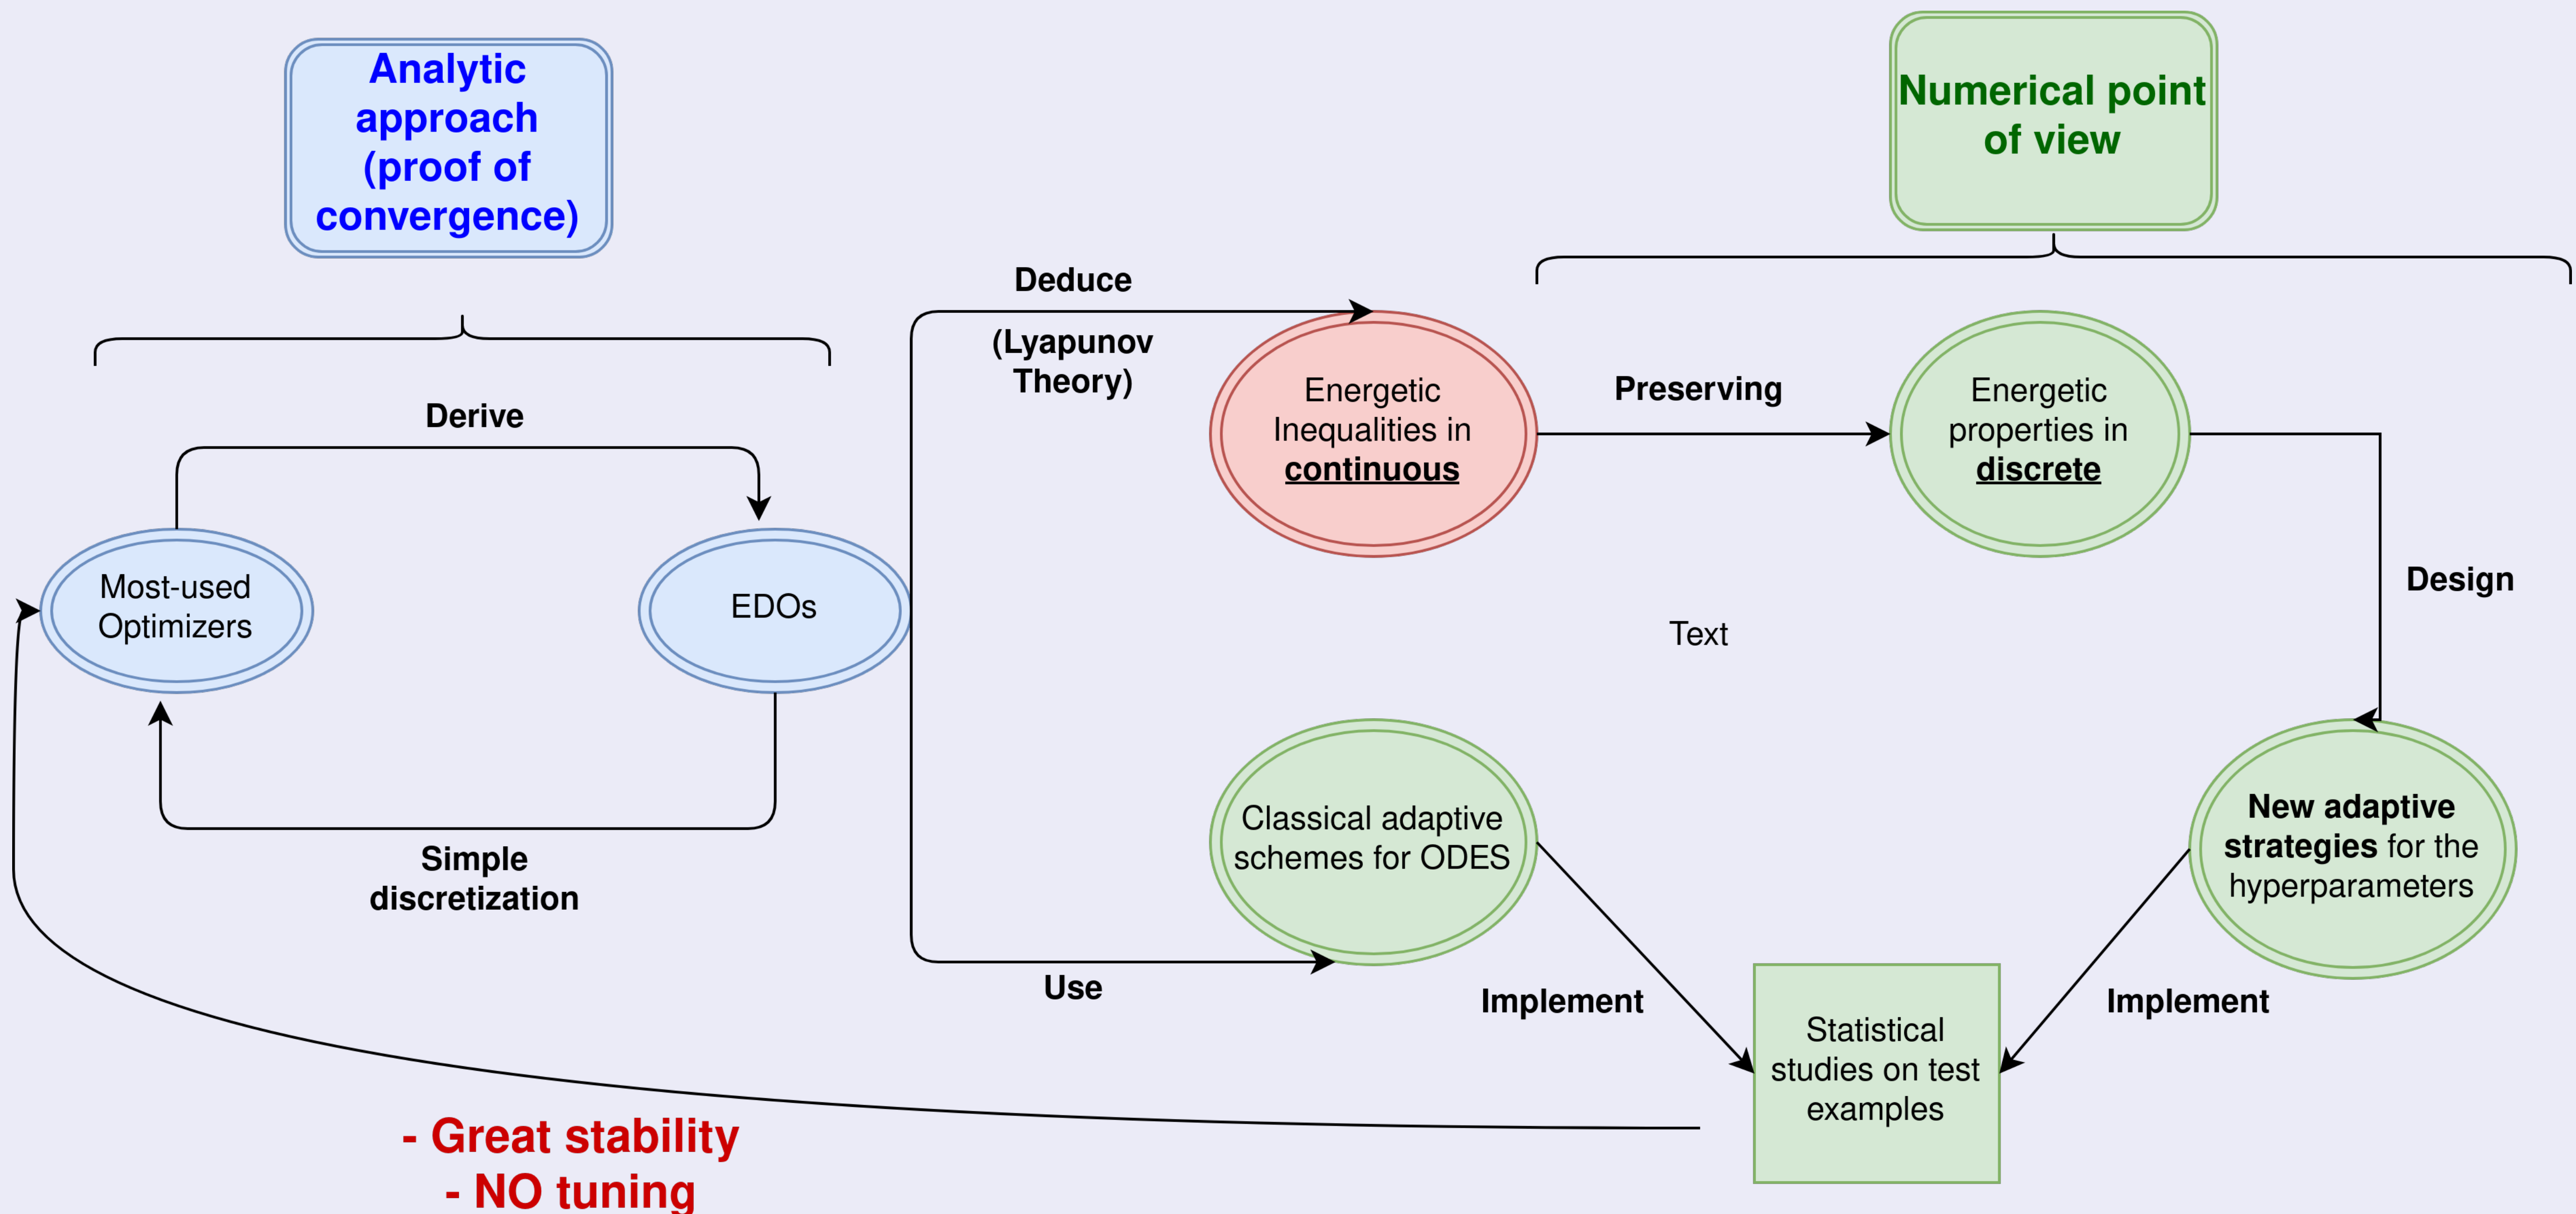 Analytic
approach
(proof of
convergence)
Numerical point
of view
Deduce
(Lyapunov
Theory)
Derive
Energetic
Inequalities in
continuous
Preserving
Energetic
properties in
discrete
Most-used
Optimizers
EDOs
Design
Text
Simple
discretization
Classical adaptive
schemes for ODES
New adaptive
strategies for the
hyperparameters
Use
Implement
Implement
Statistical
studies on test
examples
- Great stability
- NO tuning